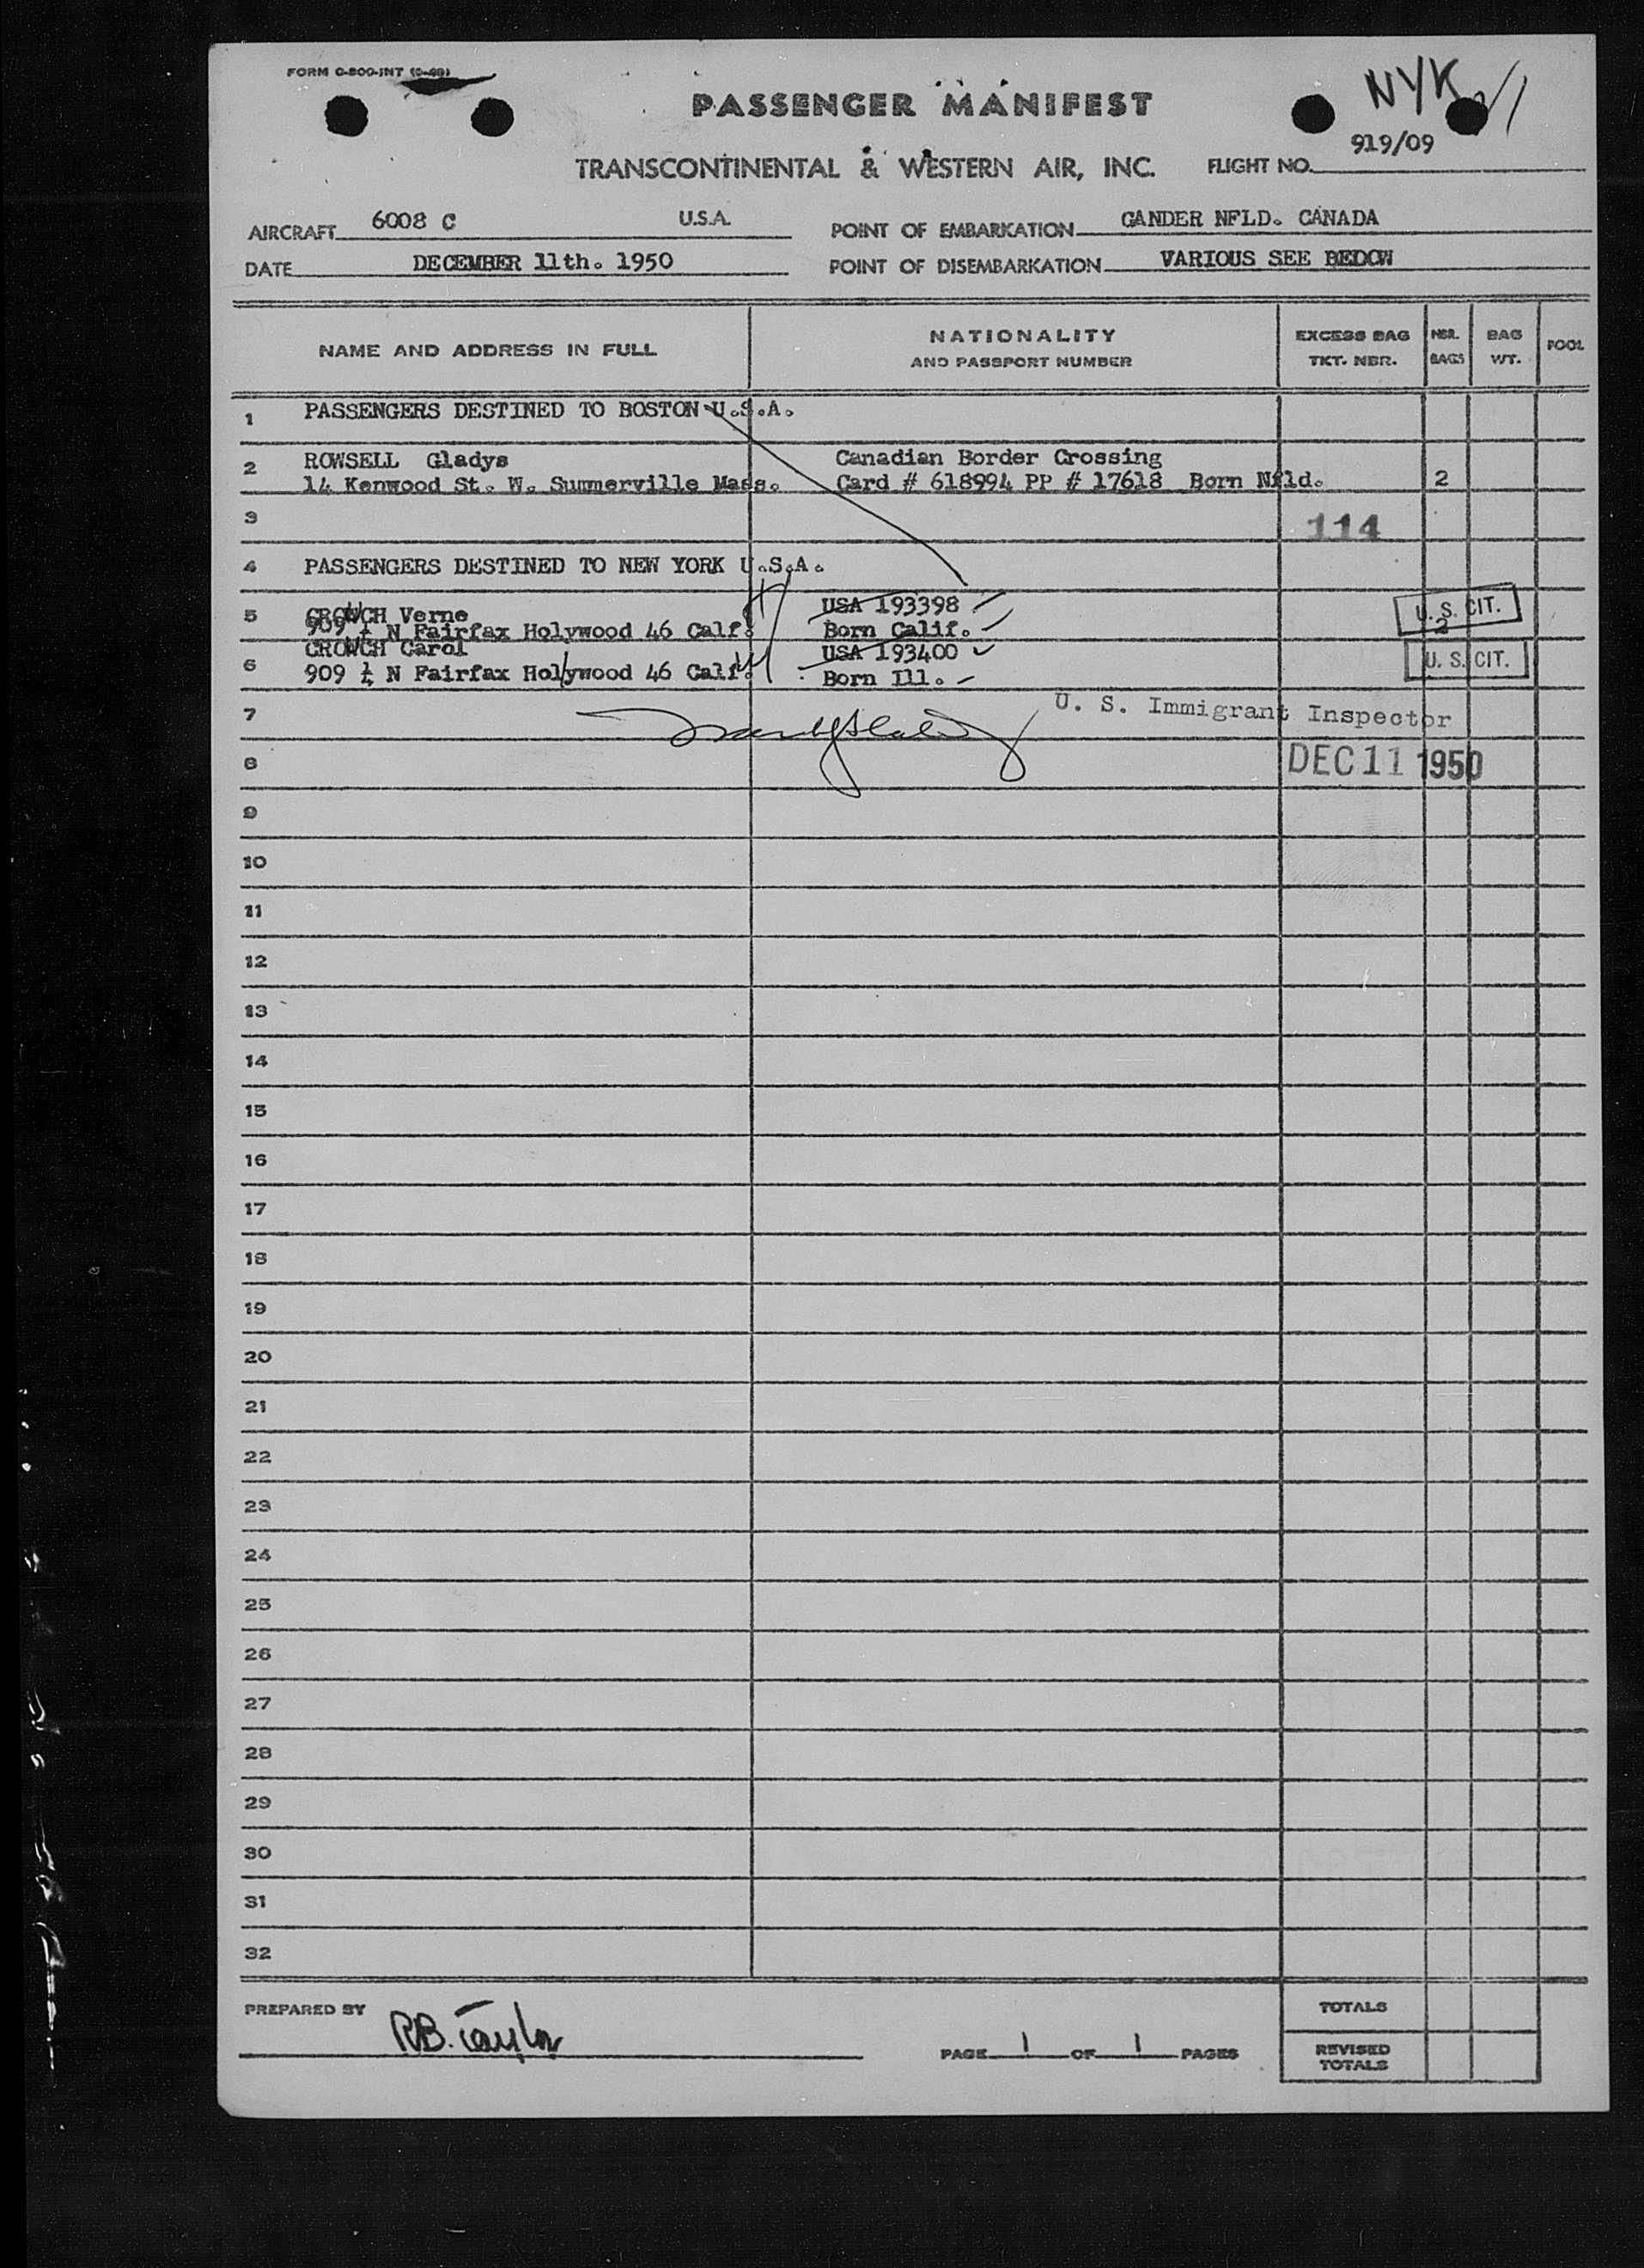 FORM O-800-INT
NYK
PASSENGER MANIFEST
919/09
TRANSCONTINENTAL & WESTERN AIR, INC. FLIGHT NO.
AIRCRAFT 6008 C U.S.A. POINT OF EMBARKATION GANDER NFLD. CANADA
DATE DECEMBER 11th. 1950 POINT OF DISEMBARKATION VARIOUS SEE BEDOW
NAME AND ADDRESS IN FULL NATIONALITY AND PASSPORT NUMBER EXCESS BAG TKT. NBR. NBR. BAGS BAG WT. POOL
1 PASSENGERS DESTINED TO BOSTON U.S.A.
2 ROWSELL Gladys Canadian Border Crossing
14 Kenwood St. W. Summerville Mass. Card # 618994 PP # 17618 Born Nfld. 2
3 114
4 PASSENGERS DESTINED TO NEW YORK U.S.A.
5 CROUCH Verne USA 193398 U. S. CIT.
909 ¼ N Fairfax Holywood 46 Calf. Born Calif. 2
CROUCH Carol USA 193400 U. S. CIT.
6 909 ¼ N Fairfax Holywood 46 Calf. Born Ill.
7 U. S. Immigrant Inspector
8 DEC 11 1950
9
10
11
12
13
14
15
16
17
18
19
20
21
22
23
24
25
26
27
28
29
30
31
32
PREPARED BY R.B. Taylor TOTALS
PAGE 1 OF 1 PAGES REVISED TOTALS